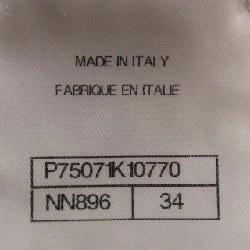 MADE IN ITALY
FABRIQUE EN ITALIE
P75071K10770
NN896 34